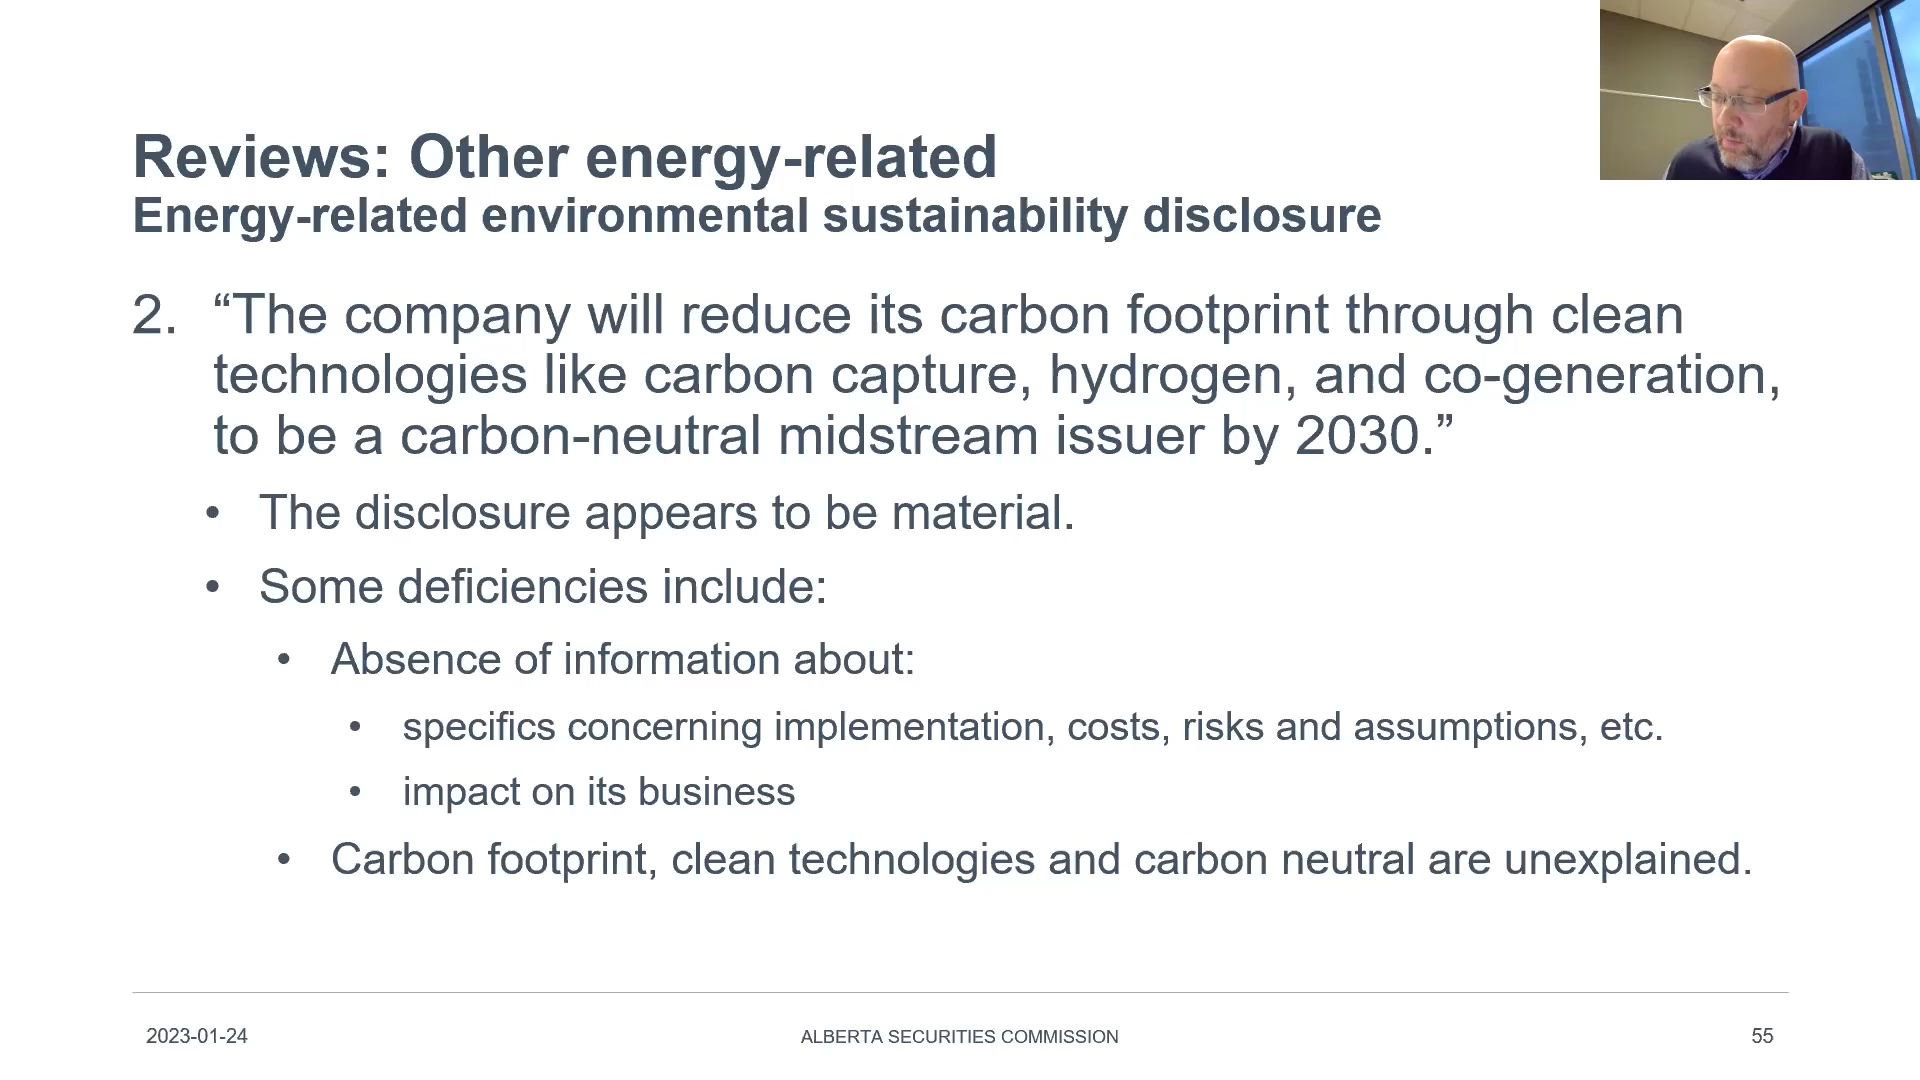 Reviews: Other energy-related
Energy-related environmental sustainability disclosure
2. “The company will reduce its carbon footprint through clean
technologies like carbon capture, hydrogen, and co-generation,
to be a carbon-neutral midstream issuer by 2030.”
• The disclosure appears to be material.
• Some deficiencies include:
• Absence of information about:
• specifics concerning implementation, costs, risks and assumptions, etc.
• impact on its business
• Carbon footprint, clean technologies and carbon neutral are unexplained.
2023-01-24
ALBERTA SECURITIES COMMISSION
55